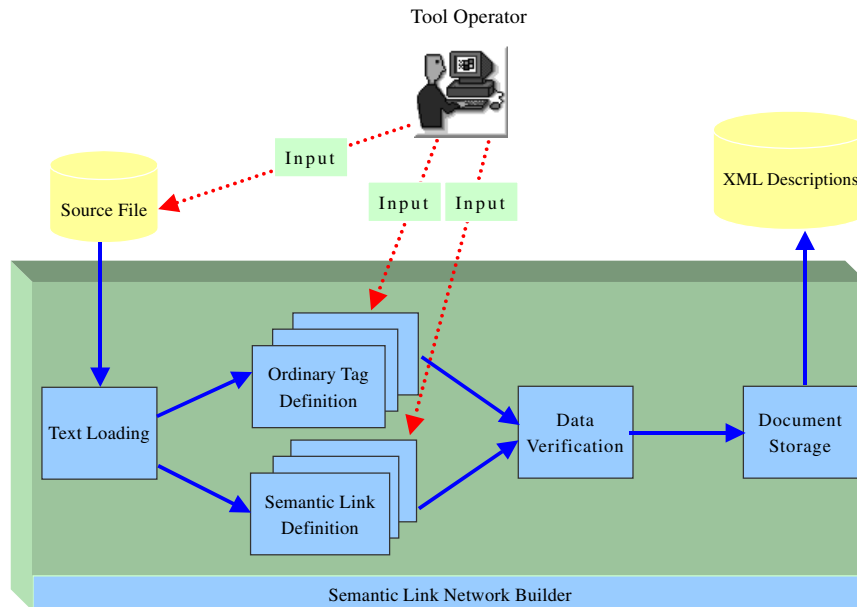 Tool Operator
Input
XML Descriptions
Source File
Input
Input
Ordinary Tag
Definition
Text Loading
Data
Verification
Document
Storage
Semantic Link
Definition
Semantic Link Network Builder